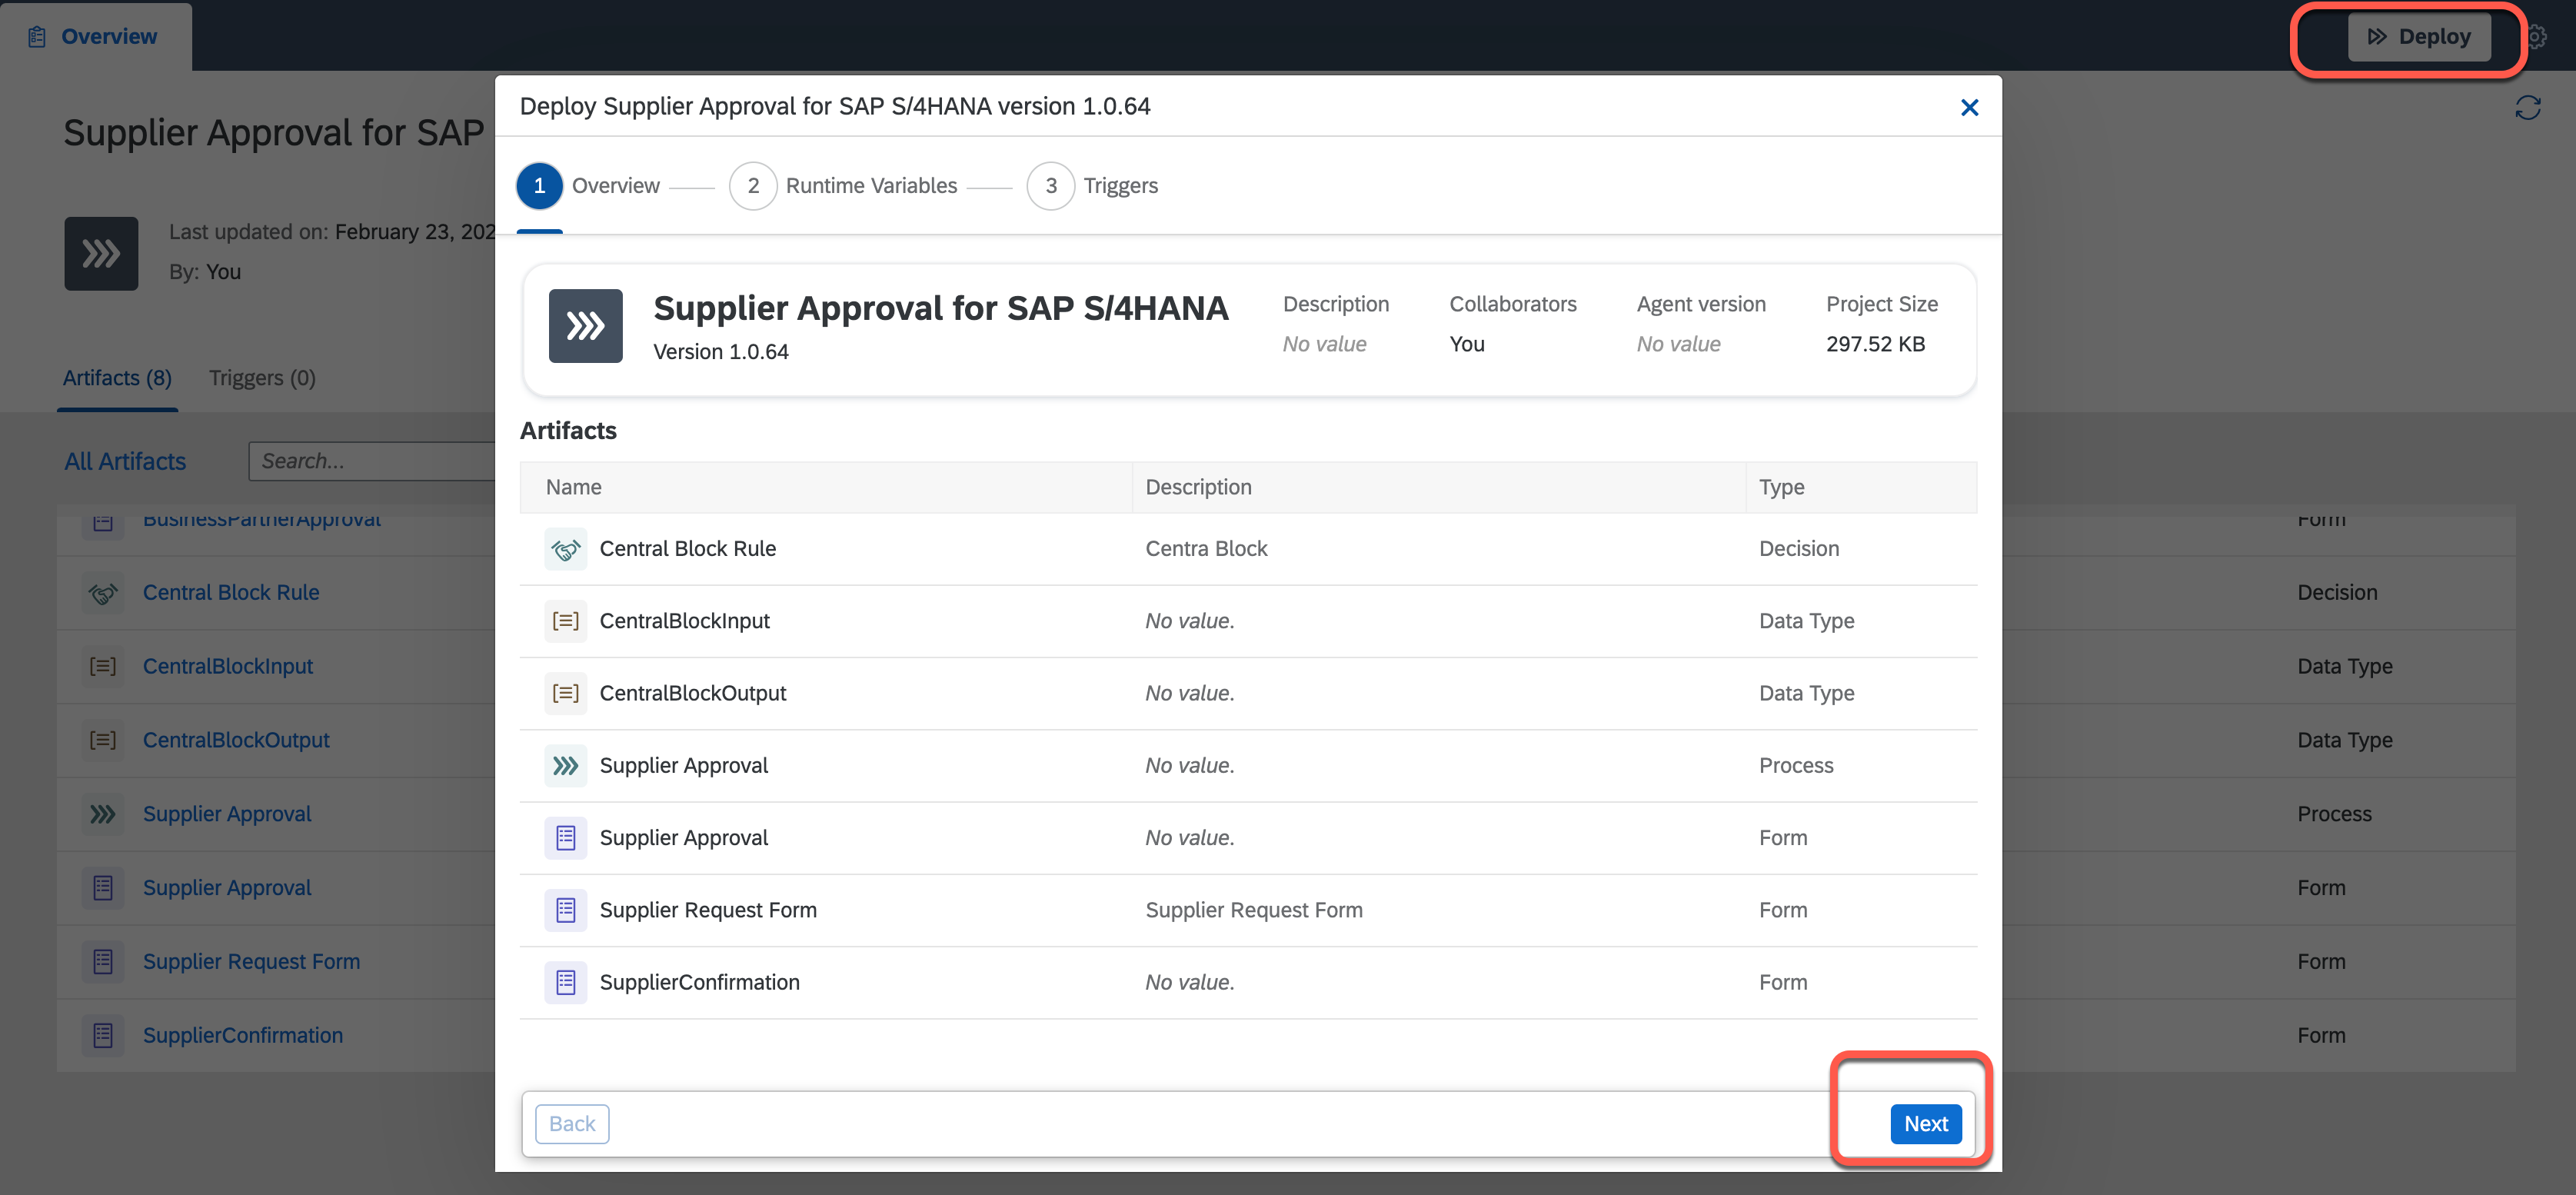 Overview
Deploy
Deploy Supplier Approval for SAP S/4HANA version 1.0.64
Supplier Approval for SAP
1 Overview 2 Runtime Variables 3 Triggers
Last updated on: February 23, 202
By: You
Supplier Approval for SAP S/4HANA
Version 1.0.64
Description
No value
Collaborators
You
Agent version
No value
Project Size
297.52 KB
Artifacts (8) Triggers (0)
All Artifacts Search...
BusinessPartnerApproval Form
Central Block Rule Decision
CentralBlockInput Data Type
CentralBlockOutput Data Type
Supplier Approval Process
Supplier Approval Form
Supplier Request Form Form
SupplierConfirmation Form
Artifacts
Name Description Type
Central Block Rule Centra Block Decision
CentralBlockInput No value. Data Type
CentralBlockOutput No value. Data Type
Supplier Approval No value. Process
Supplier Approval No value. Form
Supplier Request Form Supplier Request Form Form
SupplierConfirmation No value. Form
Back Next